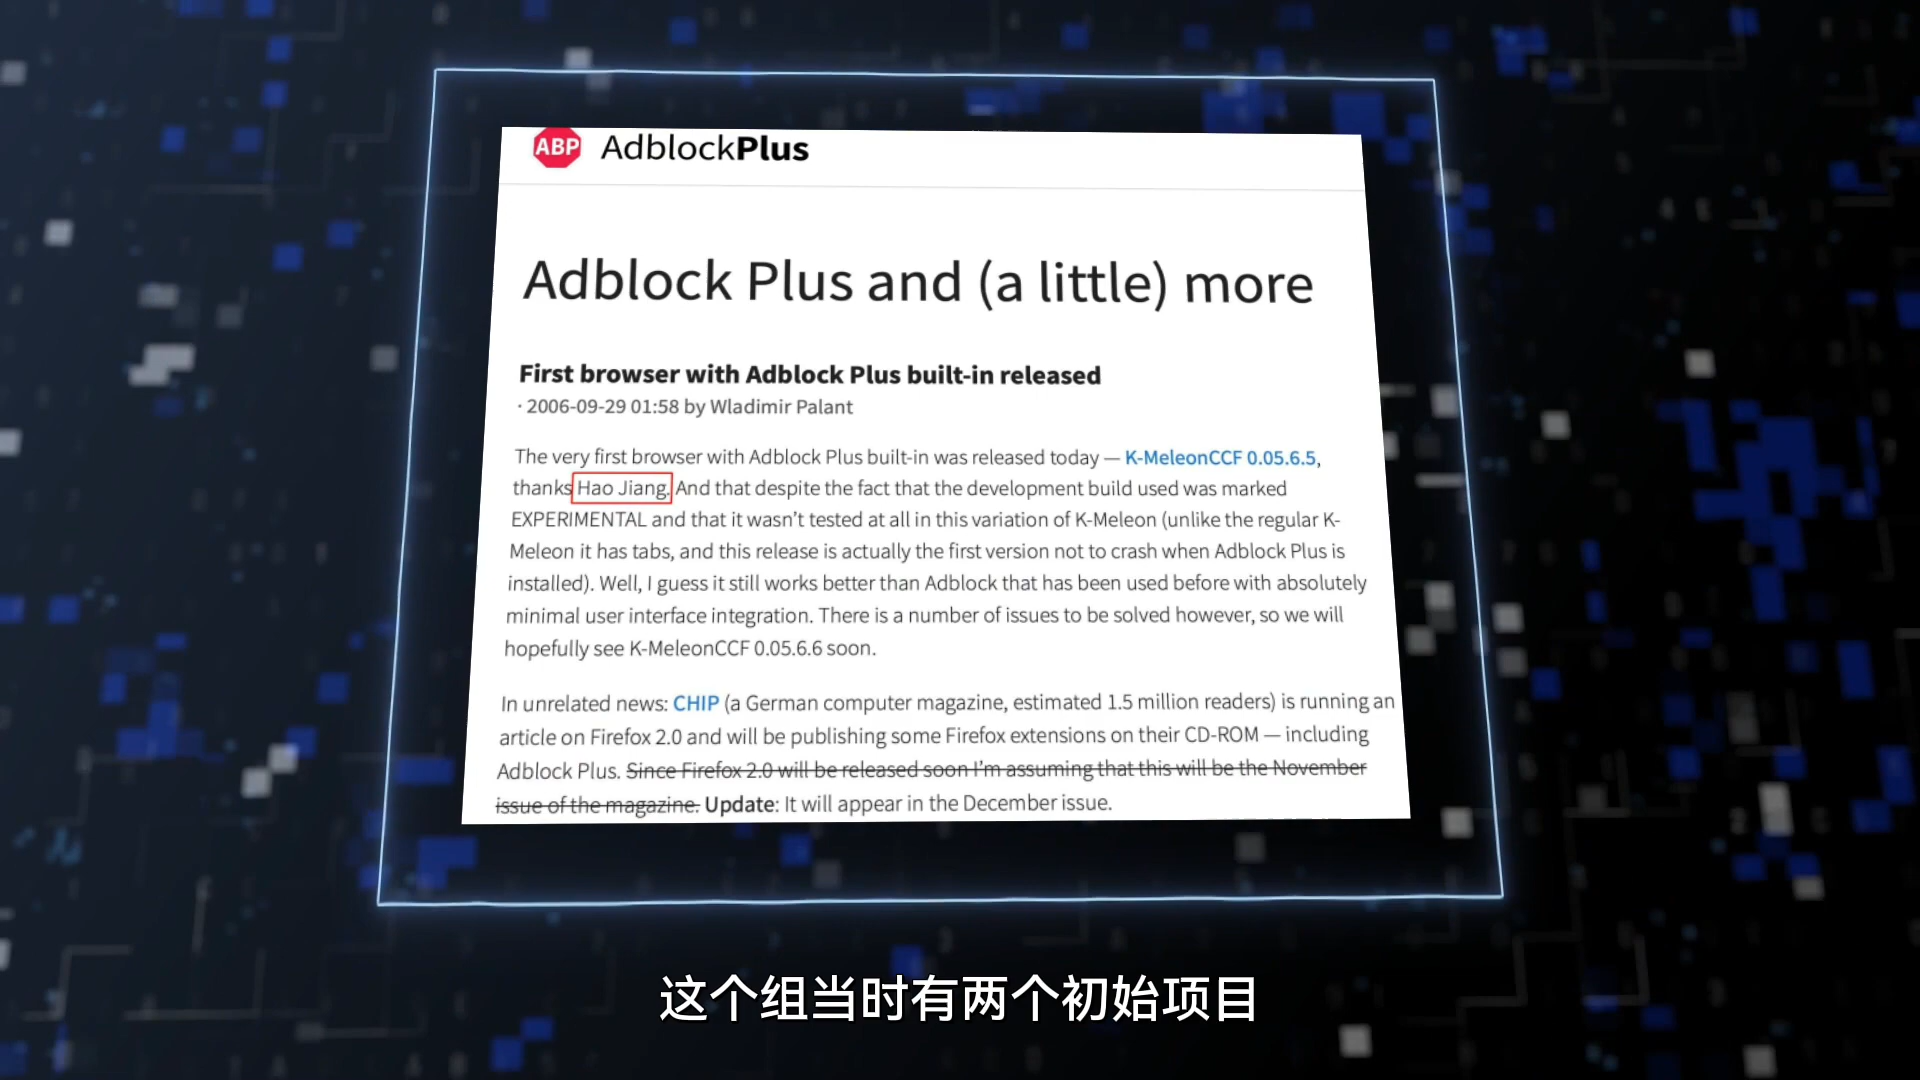 ABP AdblockPlus
Adblock Plus and (a little) more
First browser with Adblock Plus built-in released
· 2006-09-29 01:58 by Wladimir Palant
The very first browser with Adblock Plus built-in was released today — K-MeleonCCF 0.05.6.5,
thanks Hao Jiang. And that despite the fact that the development build used was marked
EXPERIMENTAL and that it wasn't tested at all in this variation of K-Meleon (unlike the regular K-
Meleon it has tabs, and this release is actually the first version not to crash when Adblock Plus is
installed). Well, I guess it still works better than Adblock that has been used before with absolutely
minimal user interface integration. There is a number of issues to be solved however, so we will
hopefully see K-MeleonCCF 0.05.6.6 soon.
In unrelated news: CHIP (a German computer magazine, estimated 1.5 million readers) is running an
article on Firefox 2.0 and will be publishing some Firefox extensions on their CD-ROM — including
Adblock Plus. Since Firefox 2.0 will be released soon I'm assuming that this will be the November
issue of the magazine. Update: It will appear in the December issue.
这个组当时有两个初始项目